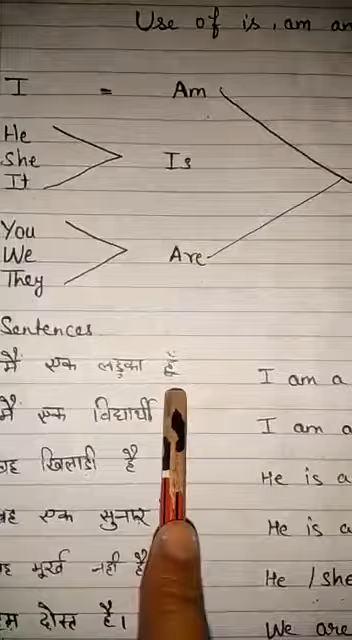 Use of is, am an
I = Am
He
She Is
It
You
We Are
They
Sentences
मैं एक लड़का हूँ I am a
मैं एक विद्यार्थी I am a
वह खिलाडी है He is a
वह एक सुनार He is a
वह मूर्ख नही है He / she
हम दोस्त है। We are